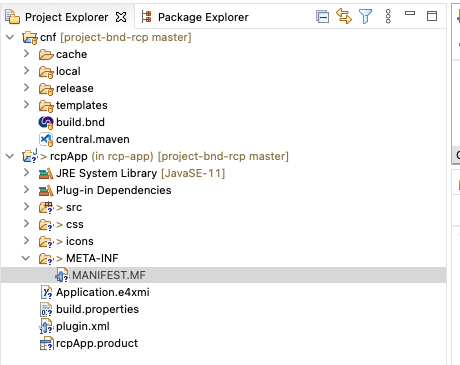 Project Explorer Package Explorer
cnf [project-bnd-rcp master]
cache
local
release
templates
build.bnd
central.maven
> rcpApp (in rcp-app) [project-bnd-rcp master]
JRE System Library [JavaSE-11]
Plug-in Dependencies
> src
> css
> icons
> META-INF
MANIFEST.MF
Application.e4xmi
build.properties
plugin.xml
rcpApp.product